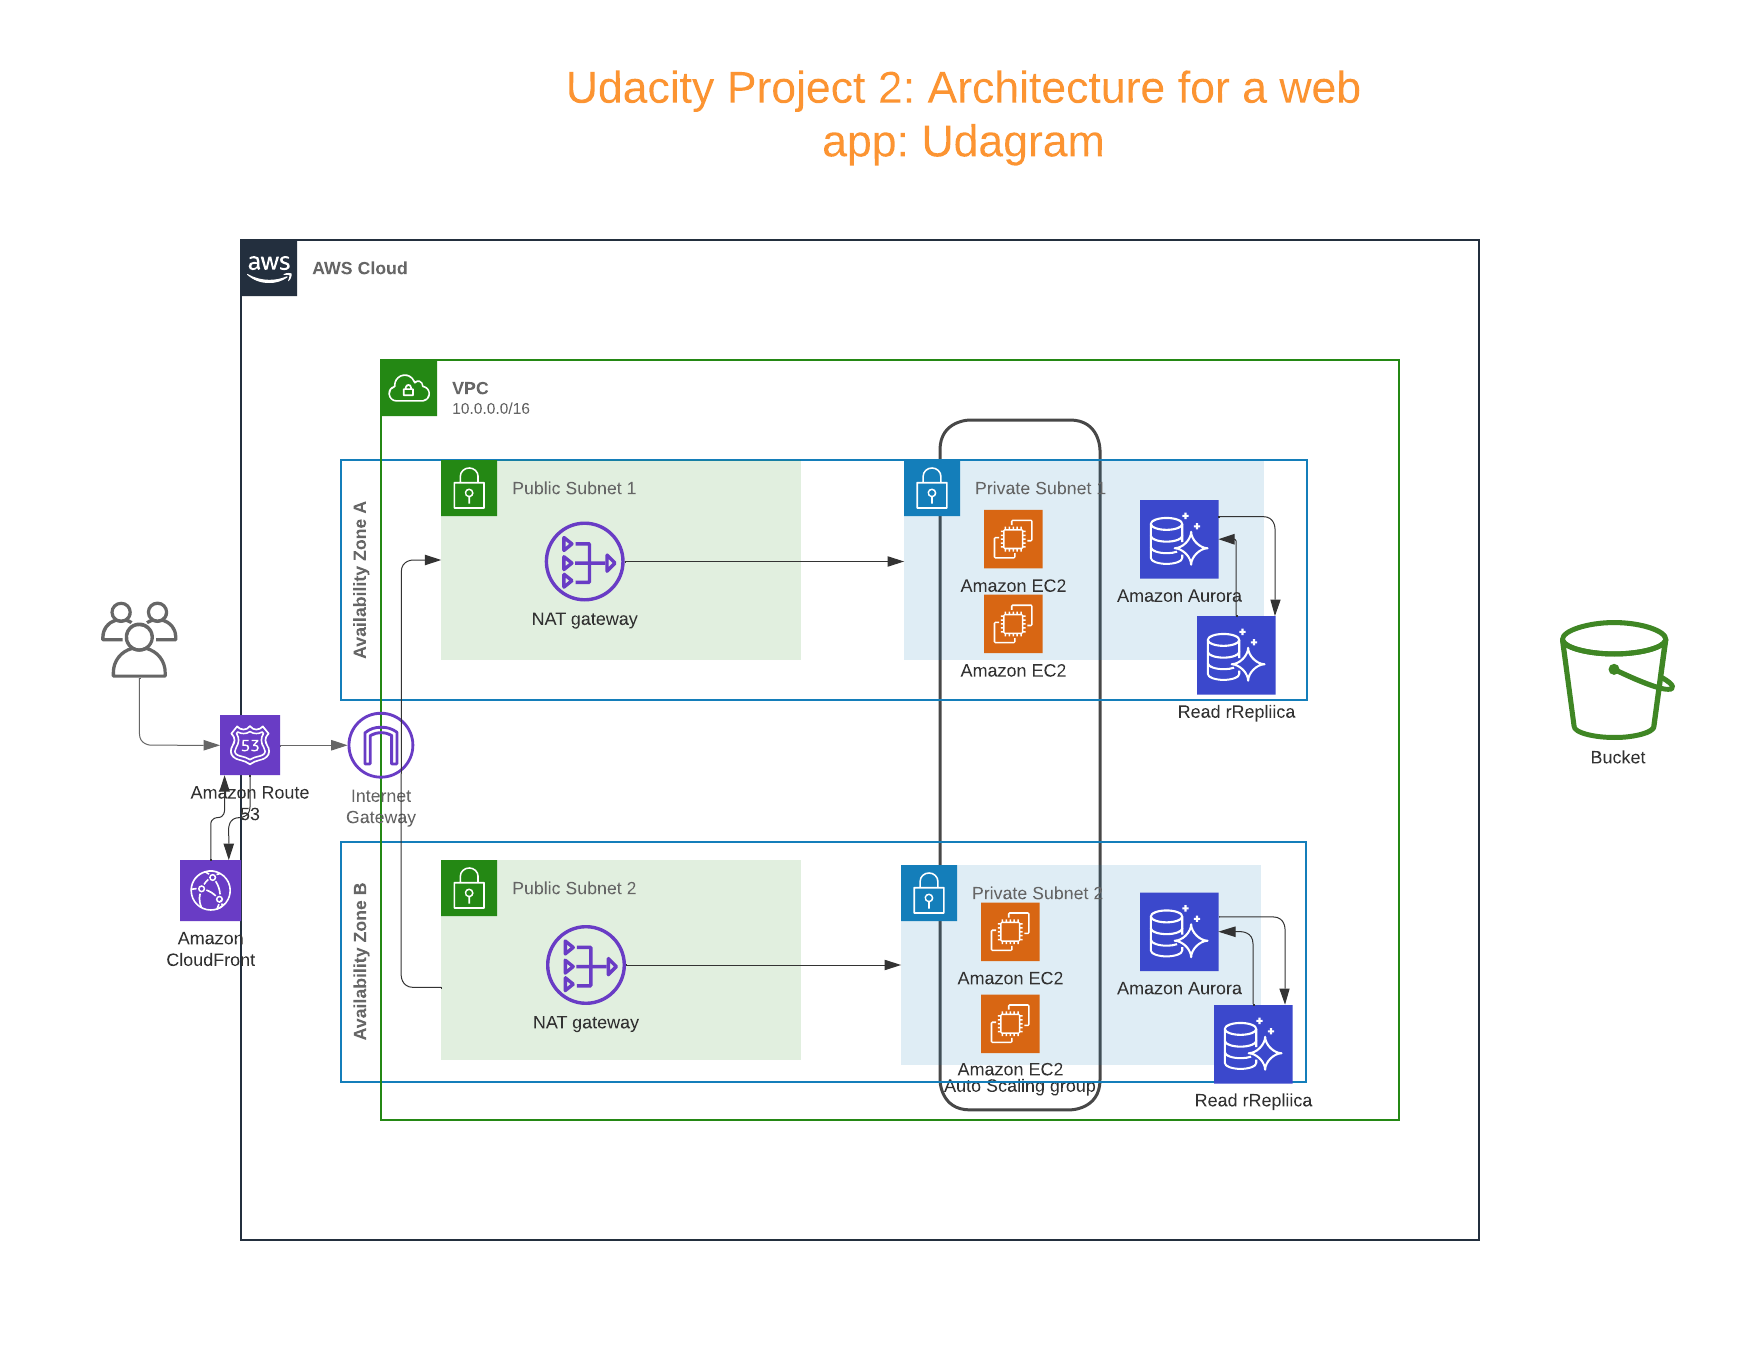 Udacity Project 2: Architecture for a web
app: Udagram
aws
AWS Cloud
VPC
10.0.0.0/16
Availability Zone A
Public Subnet 1
NAT gateway
Private Subnet 1
Amazon EC2
Amazon EC2
Amazon Aurora
Read rRepliica
53
Amazon Route
53
Internet
Gateway
Amazon
CloudFront
Bucket
Availability Zone B
Public Subnet 2
NAT gateway
Private Subnet 2
Amazon EC2
Amazon EC2
Auto Scaling group
Amazon Aurora
Read rRepliica